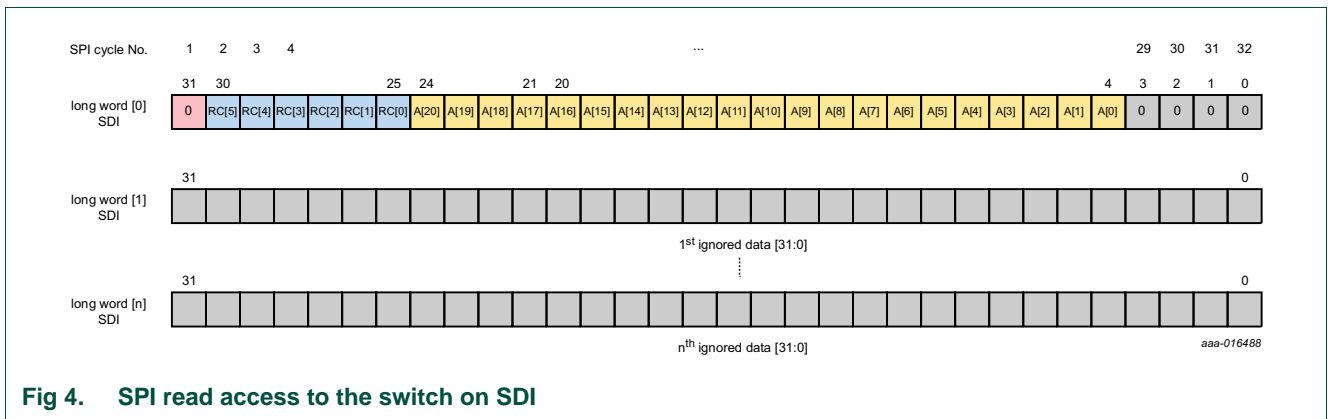 SPI cycle No. 1 2 3 4 ... 29 30 31 32
31 30 25 24 21 20 4 3 2 1 0
long word [0]
SDI
0 RC[5] RC[4] RC[3] RC[2] RC[1] RC[0] A[20] A[19] A[18] A[17] A[16] A[15] A[14] A[13] A[12] A[11] A[10] A[9] A[8] A[7] A[6] A[5] A[4] A[3] A[2] A[1] A[0] 0 0 0 0
31 0
long word [1]
SDI
1st ignored data [31:0]
31 0
long word [n]
SDI
nth ignored data [31:0]
aaa-016488
Fig 4. SPI read access to the switch on SDI